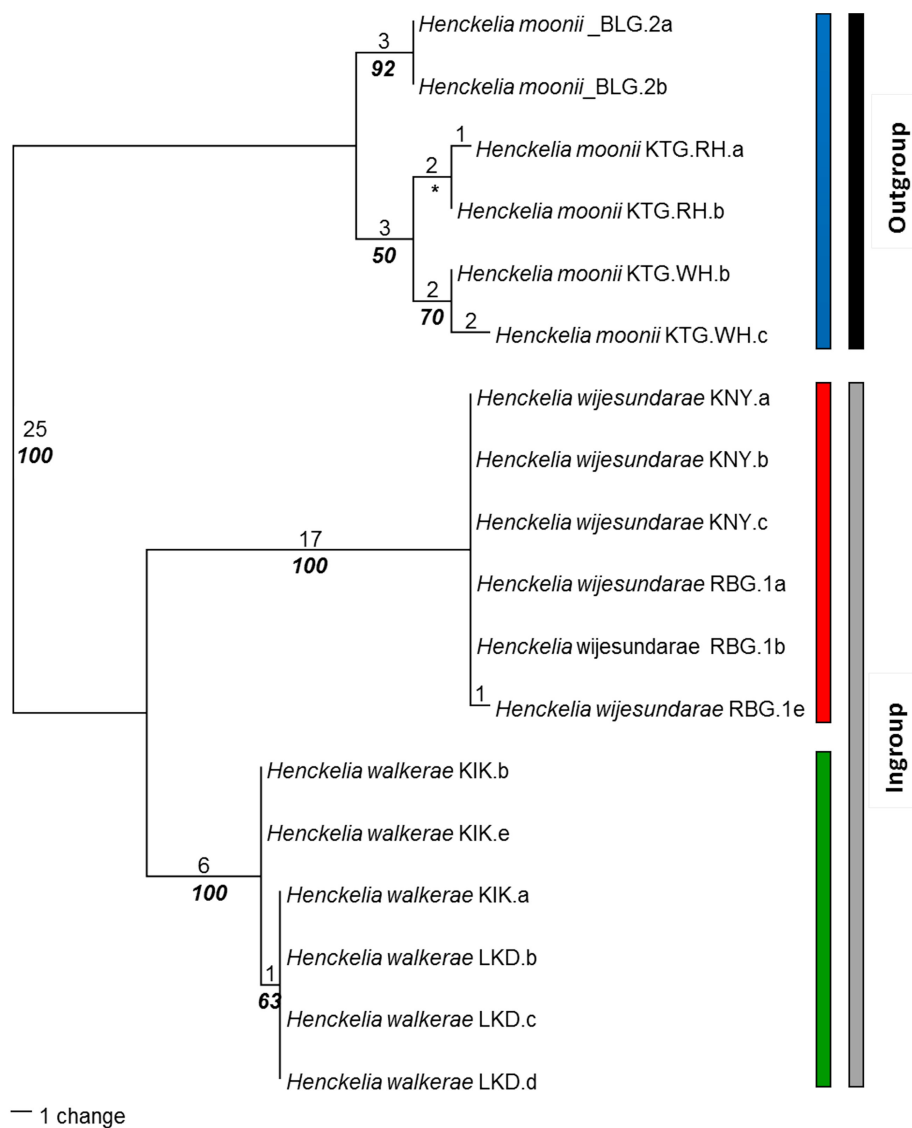 Henckelia moonii _BLG.2a
3
92
Henckelia moonii_BLG.2b
1
Henckelia moonii KTG.RH.a
2
*
Henckelia moonii KTG.RH.b
3
50
Henckelia moonii KTG.WH.b
2
70
2
Henckelia moonii KTG.WH.c
Outgroup
Henckelia wijesundarae KNY.a
25
100
Henckelia wijesundarae KNY.b
Henckelia wijesundarae KNY.c
17
100
Henckelia wijesundarae RBG.1a
Henckelia wijesundarae RBG.1b
1
Henckelia wijesundarae RBG.1e
Ingroup
Henckelia walkerae KIK.b
Henckelia walkerae KIK.e
6
100
Henckelia walkerae KIK.a
Henckelia walkerae LKD.b
1
63
Henckelia walkerae LKD.c
Henckelia walkerae LKD.d
1 change